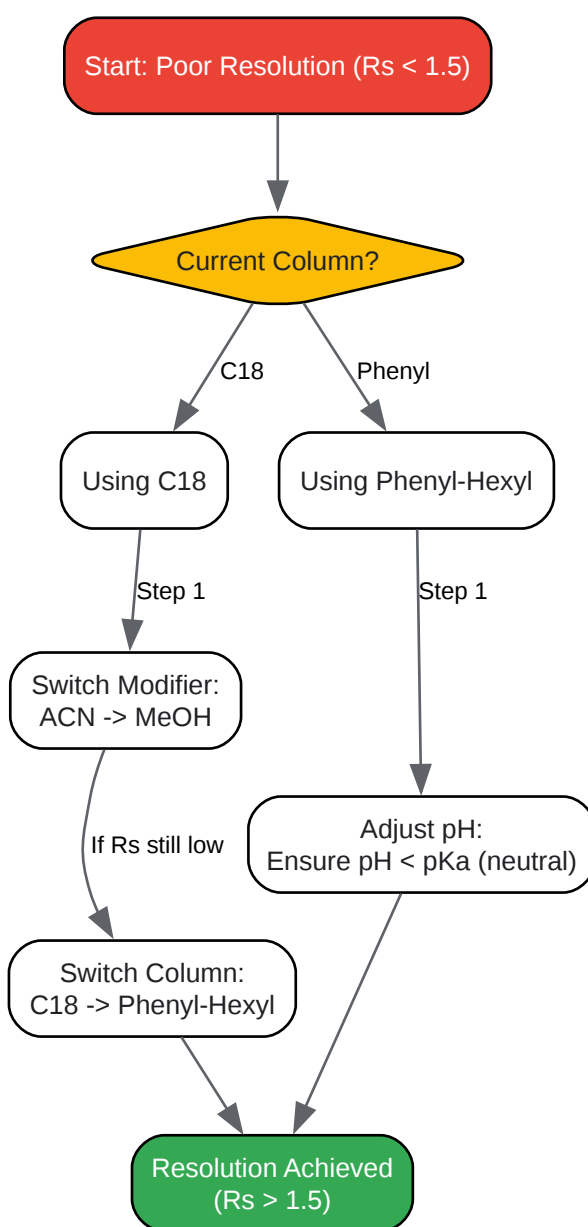 Start: Poor Resolution (Rs < 1.5)
Current Column?
C18
Phenyl
Using C18
Using Phenyl-Hexyl
Step 1
Step 1
Switch Modifier:
ACN -> MeOH
Adjust pH:
Ensure pH < pKa (neutral)
If Rs still low
Switch Column:
C18 -> Phenyl-Hexyl
Resolution Achieved
(Rs > 1.5)